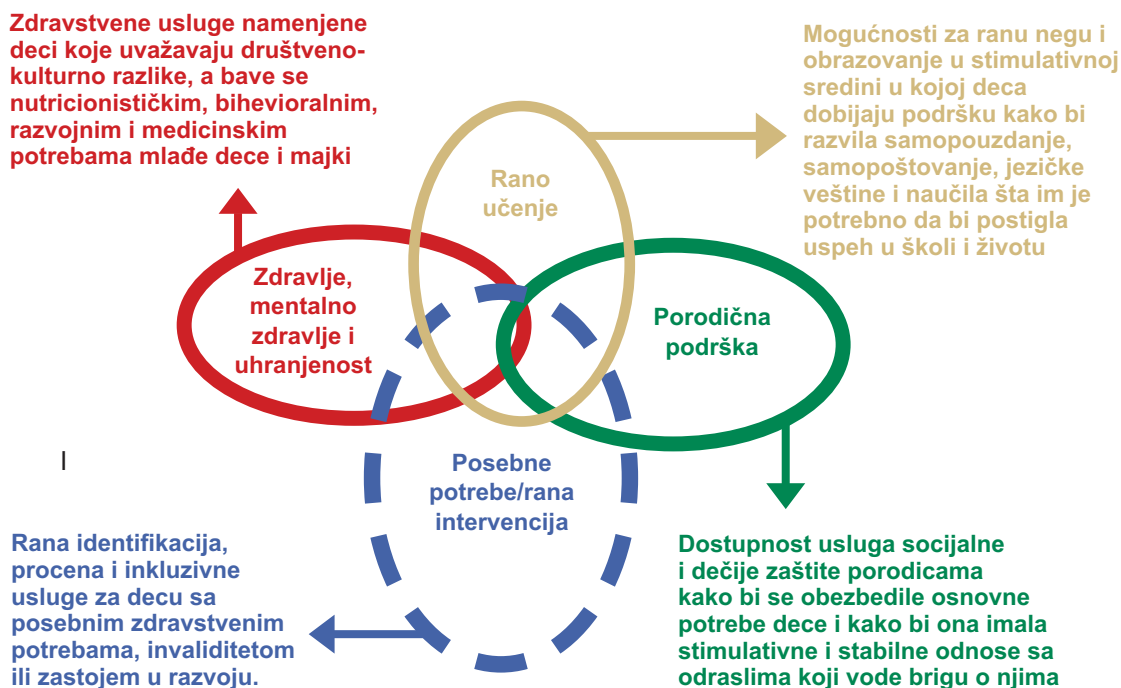 Zdravstvene usluge namenjene
deci koje uvažavaju društveno-
kulturno razlike, a bave se
nutricionističkim, bihevioralnim,
razvojnim i medicinskim
potrebama mlađe dece i majki
Mogućnosti za ranu negu i
obrazovanje u stimulativnoj
sredini u kojoj deca
dobijaju podršku kako bi
razvila samopouzdanje,
samopoštovanje, jezičke
veštine i naučila šta im je
potrebno da bi postigla
uspeh u školi i životu
Rano
učenje
Zdravlje,
mentalno
zdravlje i
uhranjenost
Porodična
podrška
Posebne
potrebe/rana
intervencija
I
Rana identifikacija,
procena i inkluzivne
usluge za decu sa
posebnim zdravstvenim
potrebama, invaliditetom
ili zastojem u razvoju.
Dostupnost usluga socijalne
i dečije zaštite porodicama
kako bi se obezbedile osnovne
potrebe dece i kako bi ona imala
stimulativne i stabilne odnose sa
odraslima koji vode brigu o njima